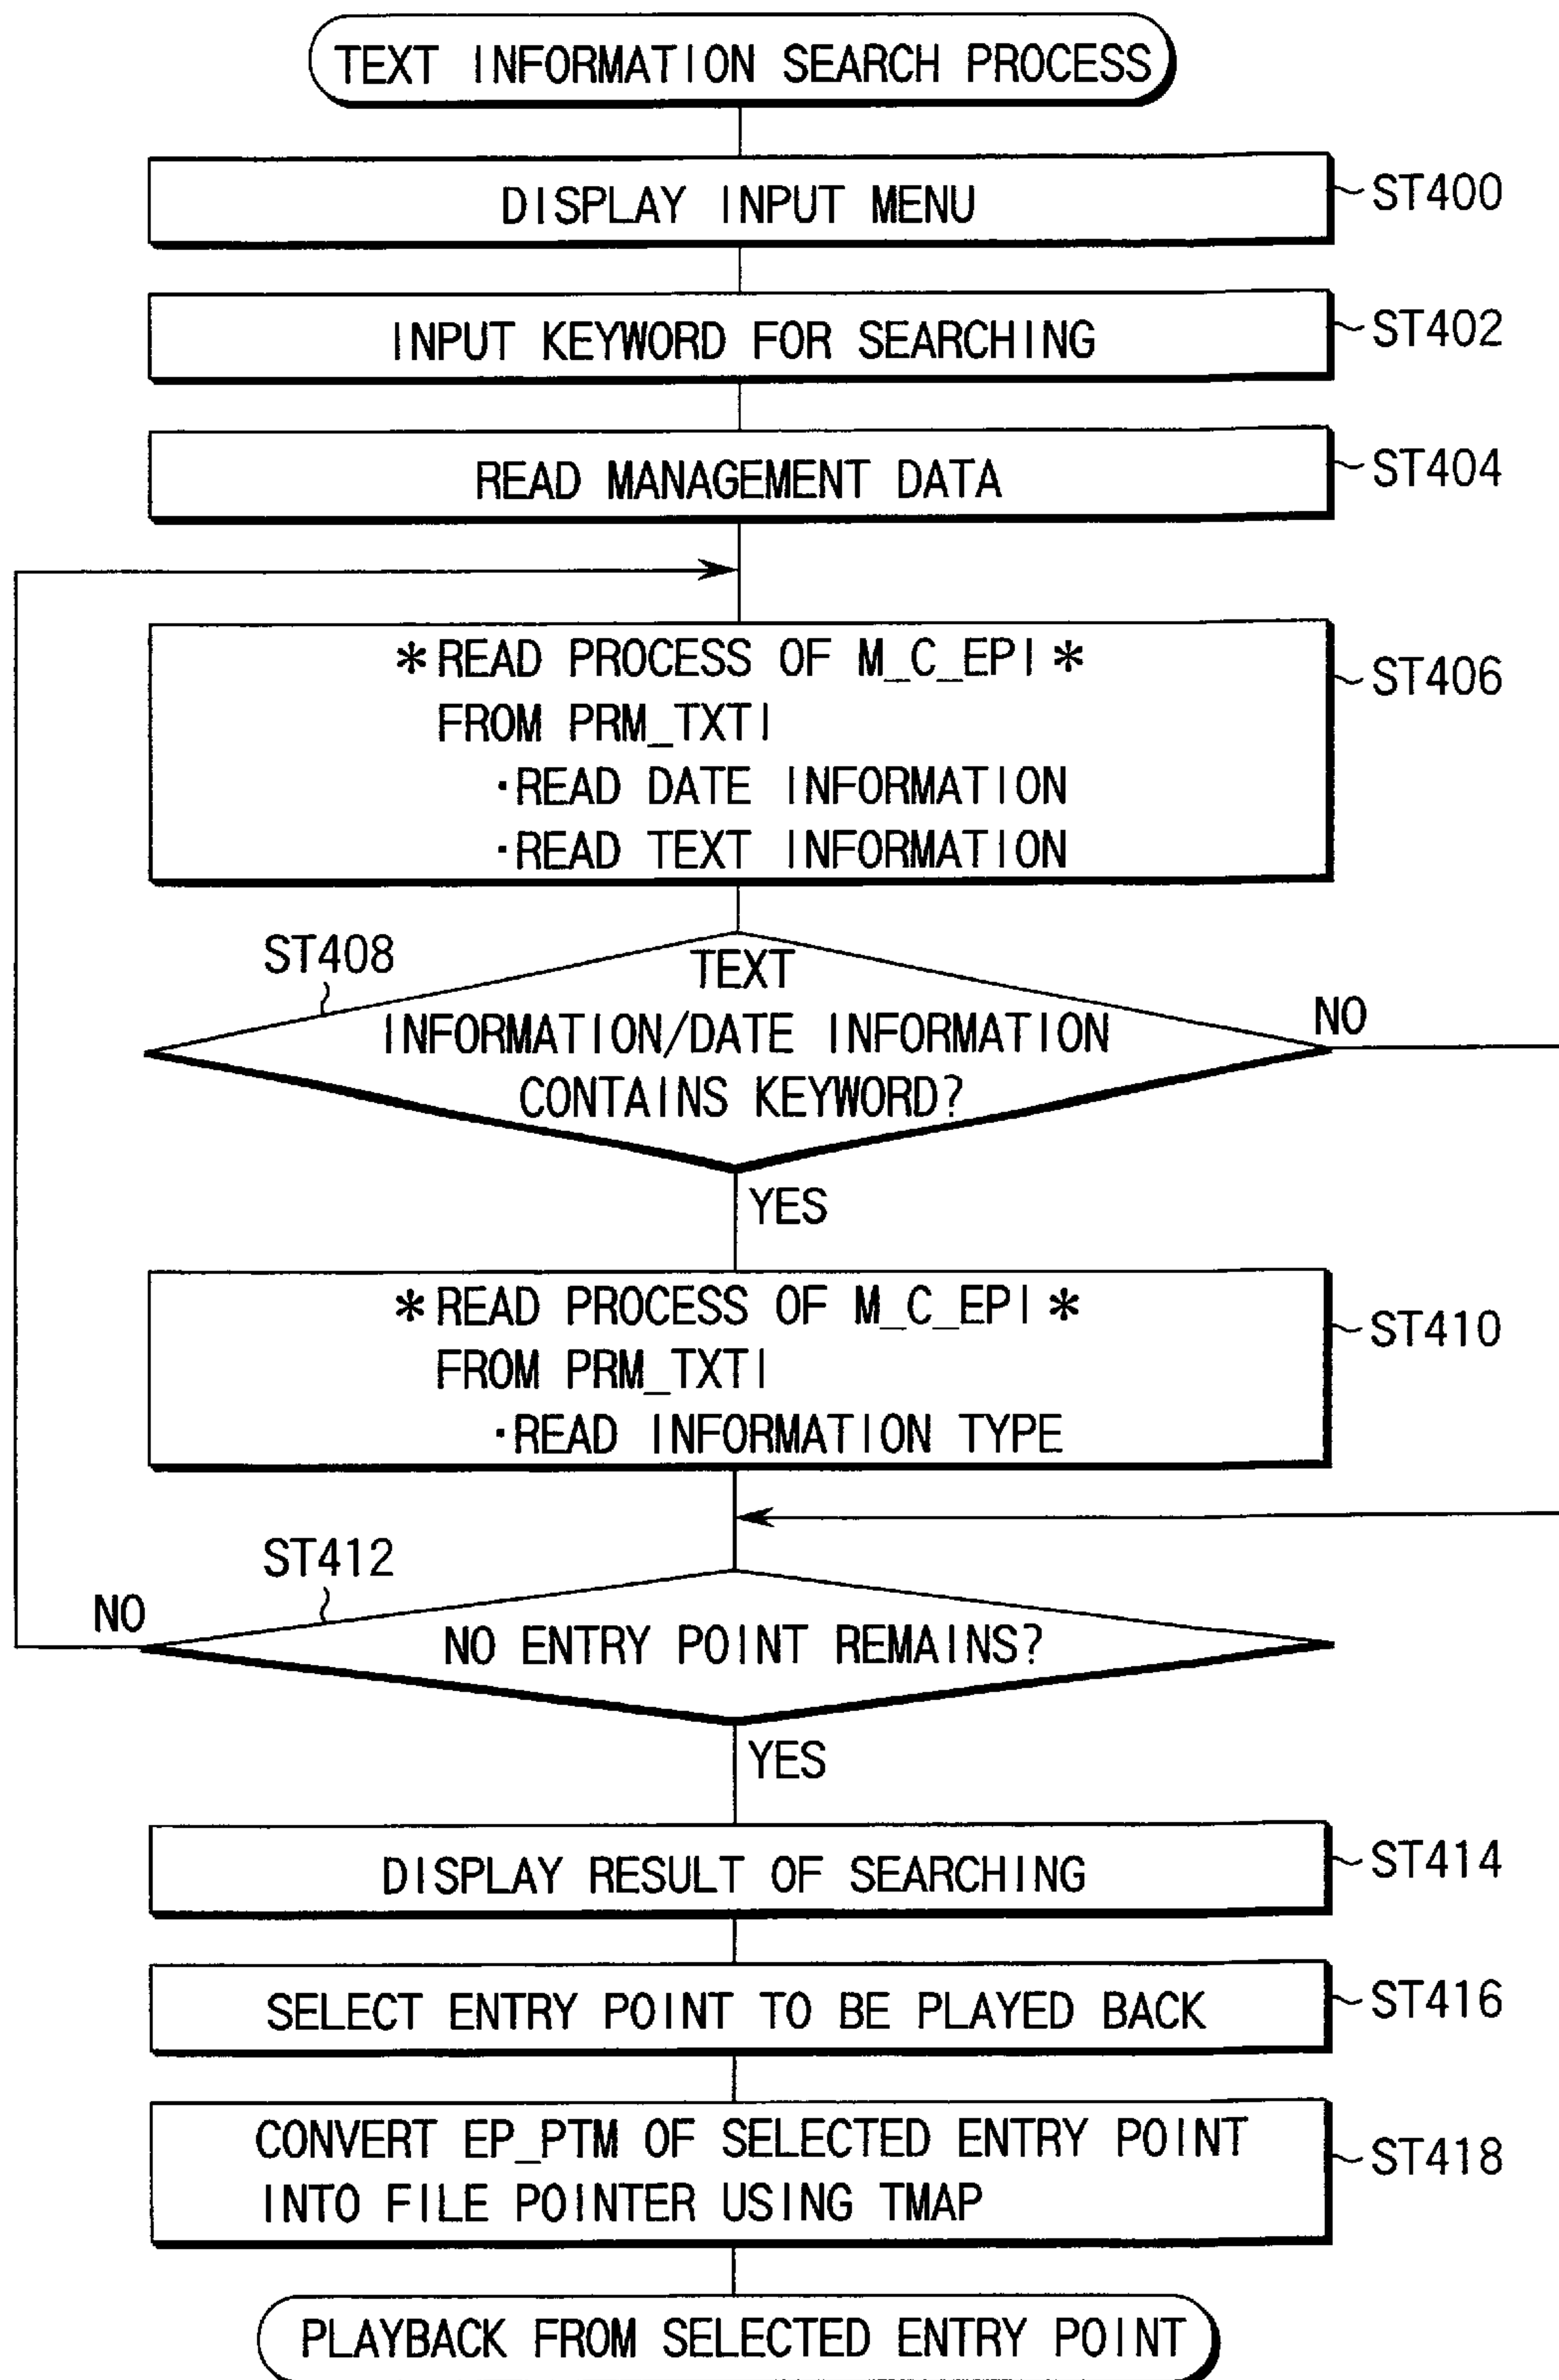 TEXT INFORMATION SEARCH PROCESS
DISPLAY INPUT MENU
ST400
INPUT KEYWORD FOR SEARCHING
ST402
READ MANAGEMENT DATA
ST404
*READ PROCESS OF M_C_EPI*
ST406
FROM PRM_TXTI
·READ DATE INFORMATION
·READ TEXT INFORMATION
ST408
TEXT
INFORMATION/DATE INFORMATION
CONTAINS KEYWORD?
NO
YES
*READ PROCESS OF M_C_EPI*
ST410
FROM PRM_TXTI
·READ INFORMATION TYPE
ST412
NO
NO ENTRY POINT REMAINS?
YES
DISPLAY RESULT OF SEARCHING
ST414
SELECT ENTRY POINT TO BE PLAYED BACK
ST416
CONVERT EP_PTM OF SELECTED ENTRY POINT
ST418
INTO FILE POINTER USING TMAP
PLAYBACK FROM SELECTED ENTRY POINT